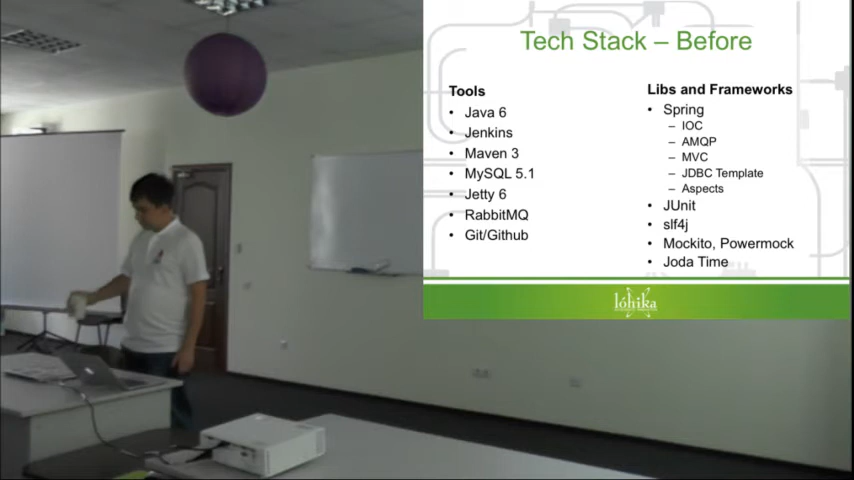 Tech Stack – Before
Tools
• Java 6
• Jenkins
• Maven 3
• MySQL 5.1
• Jetty 6
• RabbitMQ
• Git/Github
Libs and Frameworks
• Spring
– IOC
– AMQP
– MVC
– JDBC Template
– Aspects
• JUnit
• slf4j
• Mockito, Powermock
• Joda Time
lóhika